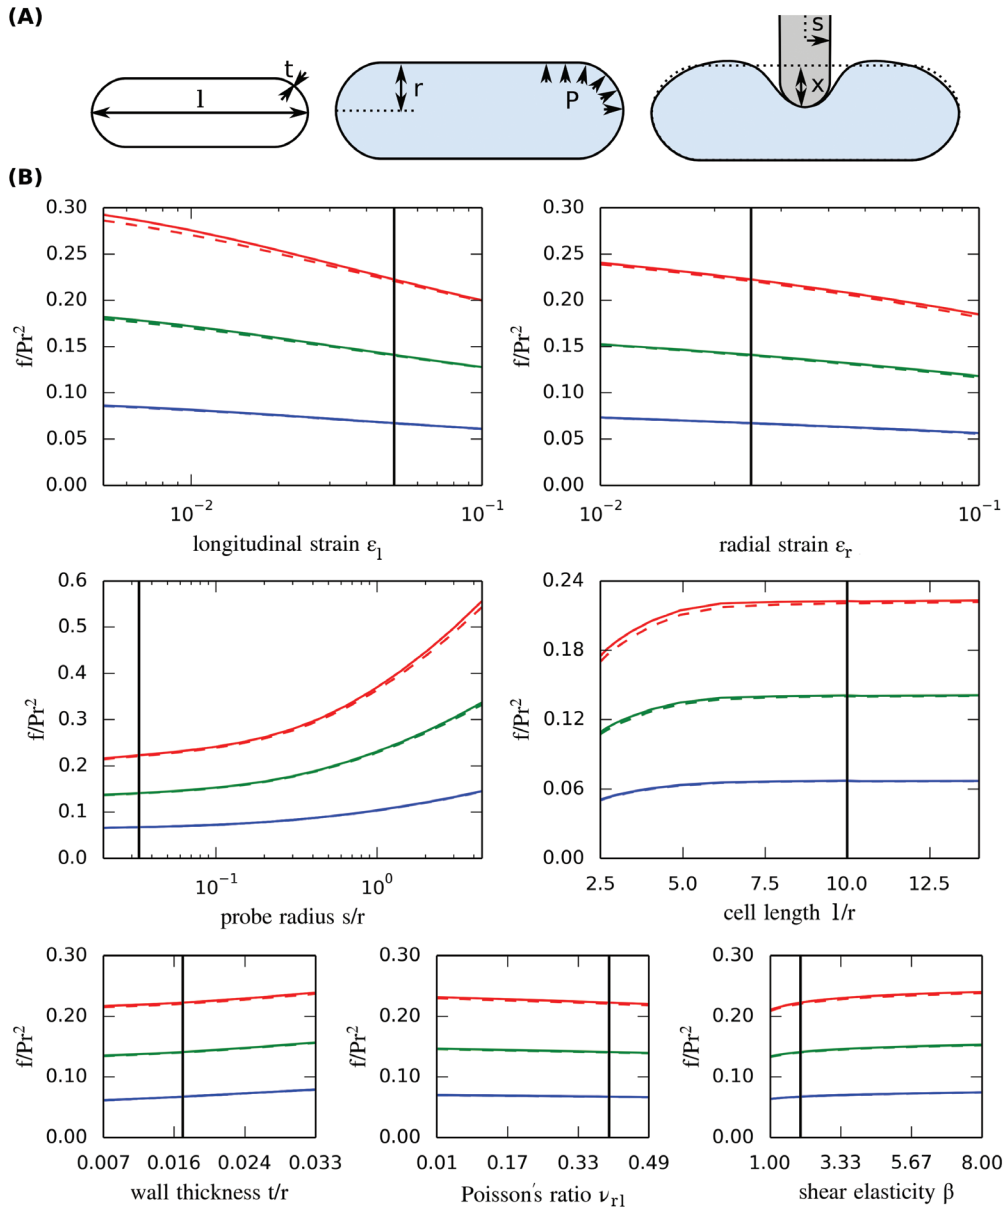 (A)
t
l
r
P
s
x
(B)
0.30
0.25
0.20
0.15
0.10
0.05
0.00
f/Pr²
10⁻² 10⁻¹
longitudinal strain ε₁
0.30
0.25
0.20
0.15
0.10
0.05
0.00
f/Pr²
10⁻² 10⁻¹
radial strain εᵣ
0.6
0.5
0.4
0.3
0.2
0.1
0.0
f/Pr²
10⁻¹ 10⁰
probe radius s/r
0.24
0.18
0.12
0.06
0.00
f/Pr²
2.5 5.0 7.5 10.0 12.5
cell length l/r
0.30
0.20
0.10
0.00
f/Pr²
0.007 0.016 0.024 0.033
wall thickness t/r
0.30
0.20
0.10
0.00
f/Pr²
0.01 0.17 0.33 0.49
Poisson's ratio νᵣ₁
0.30
0.20
0.10
0.00
f/Pr²
1.00 3.33 5.67 8.00
shear elasticity β